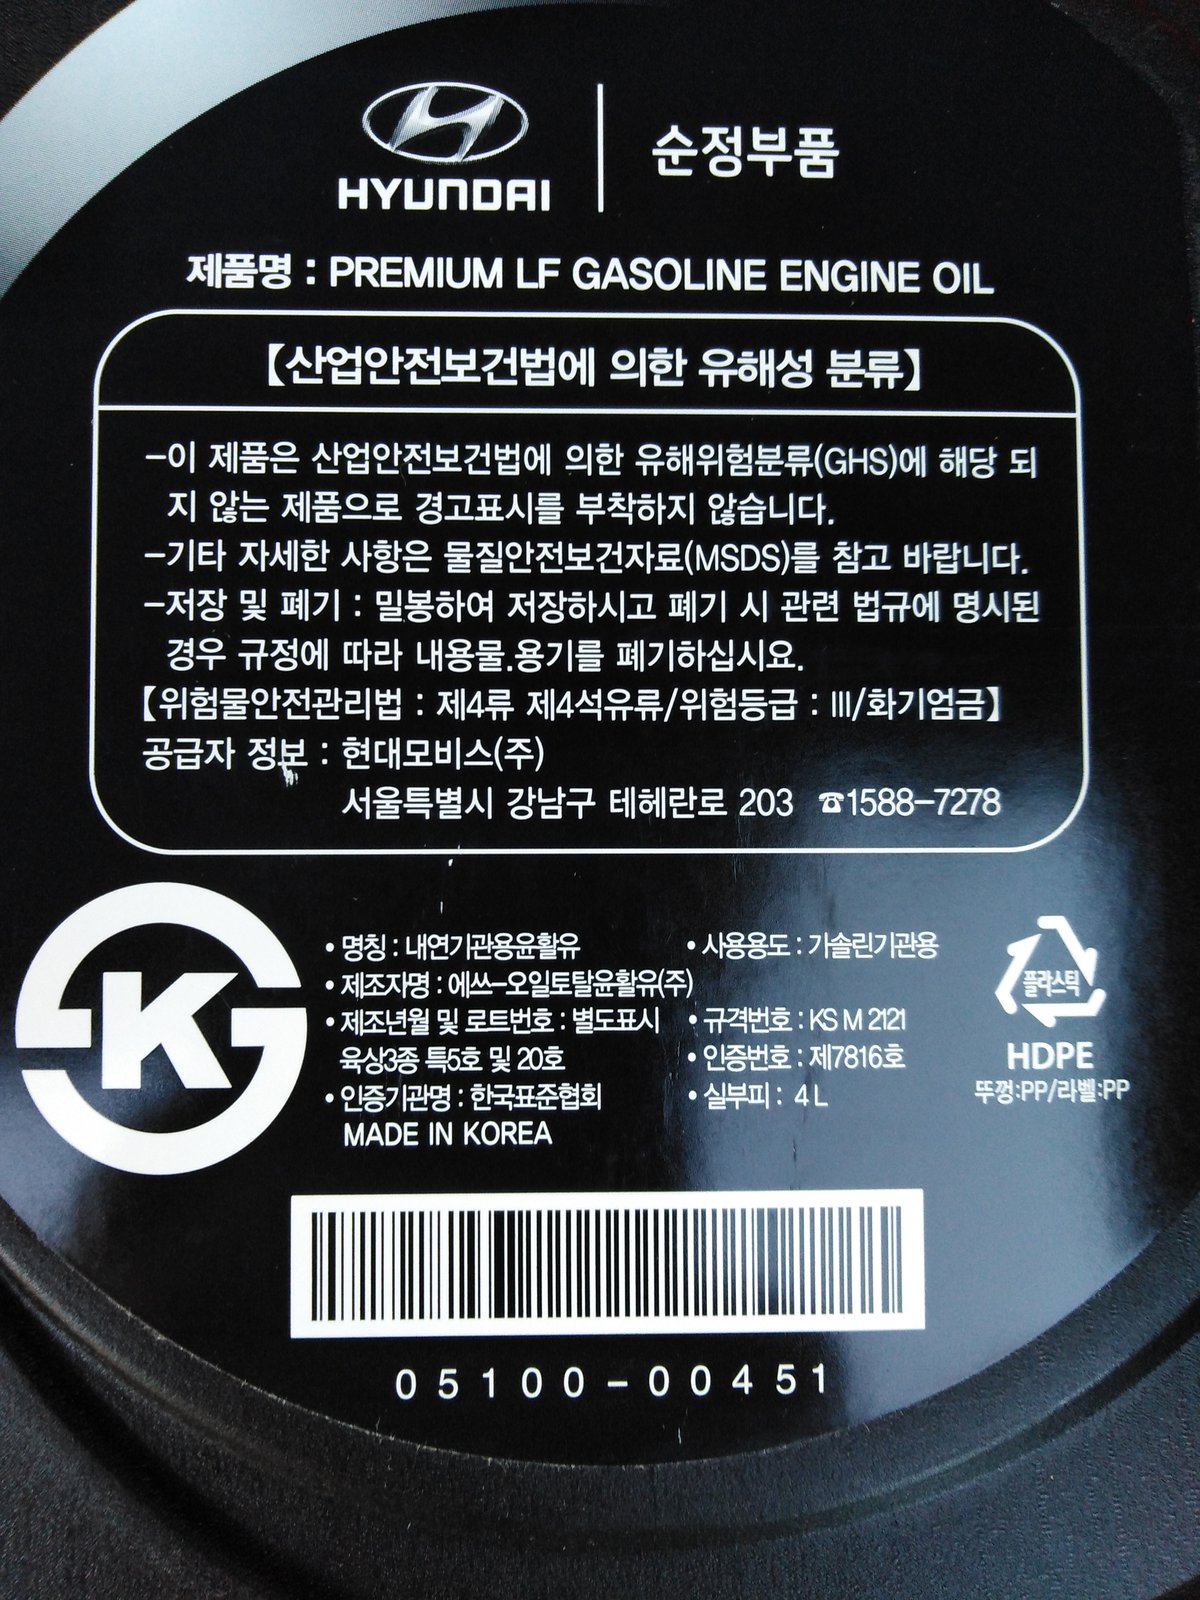 HYUNDAI
순정부품
제품명 : PREMIUM LF GASOLINE ENGINE OIL
【산업안전보건법에 의한 유해성 분류】
-이 제품은 산업안전보건법에 의한 유해위험분류(GHS)에 해당 되
지 않는 제품으로 경고표시를 부착하지 않습니다.
-기타 자세한 사항은 물질안전보건자료(MSDS)를 참고 바랍니다.
-저장 및 폐기 : 밀봉하여 저장하시고 폐기 시 관련 법규에 명시된
경우 규정에 따라 내용물.용기를 폐기하십시요.
【위험물안전관리법 : 제4류 제4석유류/위험등급 : III/화기엄금】
공급자 정보 : 현대모비스(주)
서울특별시 강남구 테헤란로 203 ☎1588-7278
• 명칭 : 내연기관용윤활유 • 사용용도 : 가솔린기관용
• 제조자명 : 에쓰-오일토탈윤활유(주)
• 제조년월 및 로트번호 : 별도표시 • 규격번호 : KS M 2121
육상3종 특5호 및 20호 • 인증번호 : 제7816호
• 인증기관명 : 한국표준협회 • 실부피 : 4 L
MADE IN KOREA
플라스틱
HDPE
뚜껑:PP/라벨:PP
05100-00451